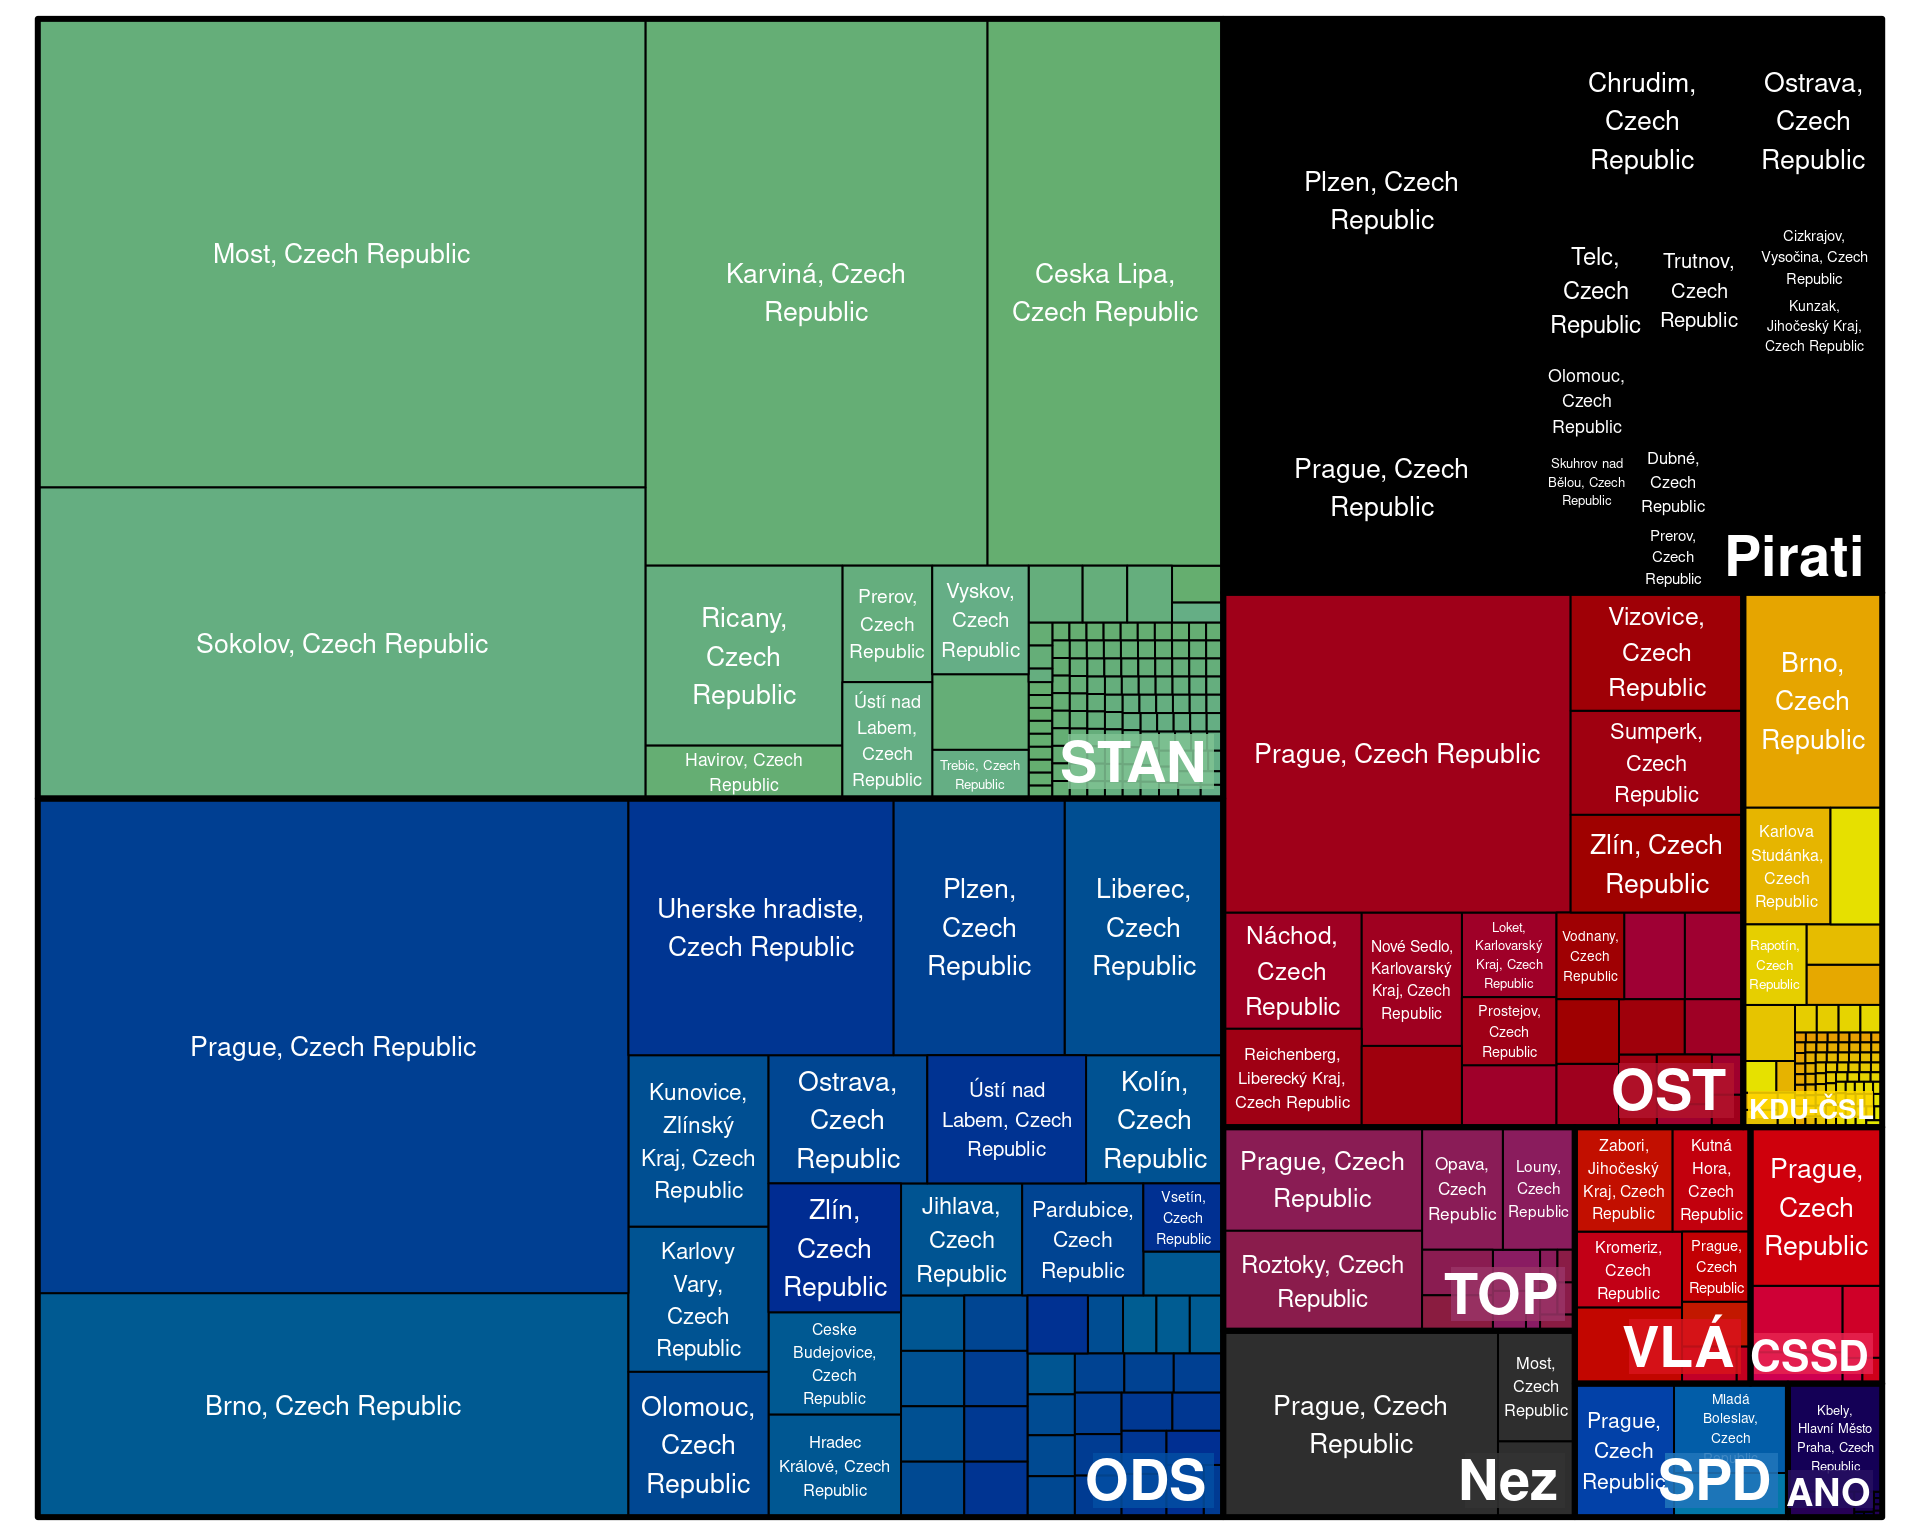 Most, Czech Republic
Sokolov, Czech Republic
Karviná, Czech
Republic
Ceska Lipa,
Czech Republic
Ricany,
Czech
Republic
Havirov, Czech
Republic
Prerov,
Czech
Republic
Ústí nad
Labem,
Czech
Republic
Vyskov,
Czech
Republic
Trebic, Czech
Republic
STAN
Prague, Czech Republic
Brno, Czech Republic
Uherske hradiste,
Czech Republic
Plzen,
Czech
Republic
Liberec,
Czech
Republic
Kunovice,
Zlínský
Kraj, Czech
Republic
Karlovy
Vary,
Czech
Republic
Olomouc,
Czech
Republic
Ostrava,
Czech
Republic
Ústí nad
Labem, Czech
Republic
Kolín,
Czech
Republic
Zlín,
Czech
Republic
Ceske
Budejovice,
Czech
Republic
Hradec
Králové, Czech
Republic
Jihlava,
Czech
Republic
Pardubice,
Czech
Republic
Vsetín,
Czech
Republic
ODS
Plzen, Czech
Republic
Prague, Czech
Republic
Chrudim,
Czech
Republic
Ostrava,
Czech
Republic
Telc,
Czech
Republic
Trutnov,
Czech
Republic
Cizkrajov,
Vysočina, Czech
Republic
Kunzak,
Jihočeský Kraj,
Czech Republic
Olomouc,
Czech
Republic
Skuhrov nad
Bělou, Czech
Republic
Dubné,
Czech
Republic
Prerov,
Czech
Republic
Pirati
Prague, Czech Republic
Vizovice,
Czech
Republic
Sumperk,
Czech
Republic
Zlín, Czech
Republic
Náchod,
Czech
Republic
Reichenberg,
Liberecký Kraj,
Czech Republic
Nové Sedlo,
Karlovarský
Kraj, Czech
Republic
Loket,
Karlovarský
Kraj, Czech
Republic
Prostejov,
Czech
Republic
Vodnany,
Czech
Republic
OST
Brno,
Czech
Republic
Karlova
Studánka,
Czech
Republic
Rapotín,
Czech
Republic
KDU-ČSL
Prague, Czech
Republic
Roztoky, Czech
Republic
Opava,
Czech
Republic
Louny,
Czech
Republic
TOP
Zabori,
Jihočeský
Kraj, Czech
Republic
Kutná
Hora,
Czech
Republic
Kromeriz,
Czech
Republic
Prague,
Czech
Republic
VLÁ
Prague,
Czech
Republic
CSSD
Prague, Czech
Republic
Most,
Czech
Republic
Nez
Prague,
Czech
Republic
Mladá
Boleslav,
Czech
Republic
SPD
Kbely,
Hlavní Město
Praha, Czech
Republic
ANO